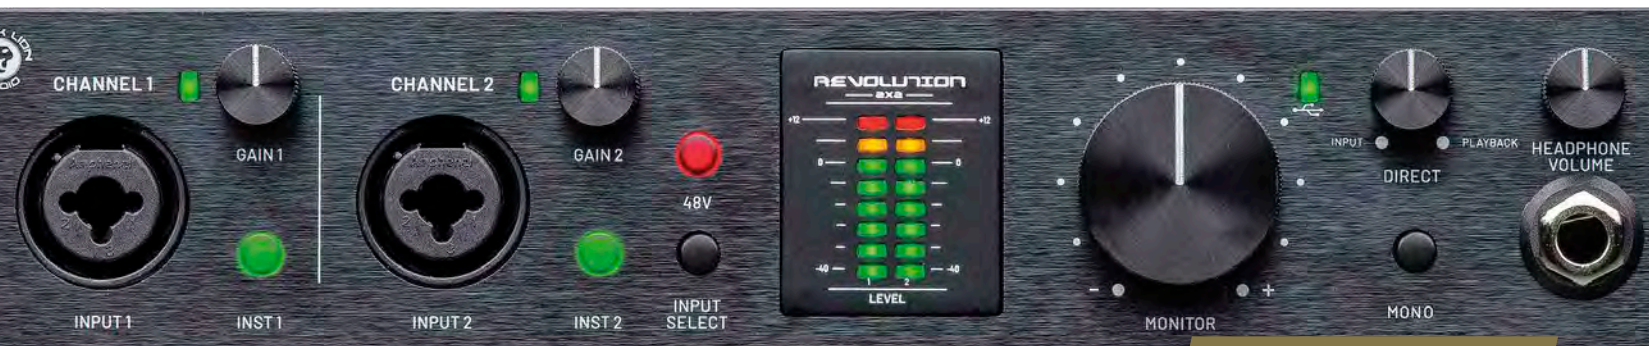 CHANNEL 1
GAIN 1
INPUT 1
INST 1
CHANNEL 2
GAIN 2
INPUT 2
INST 2
48V
INPUT
SELECT
REVOLUTION
2x2
+12
+12
0
0
-40
-40
1
2
LEVEL
-
+
MONITOR
INPUT
PLAYBACK
DIRECT
MONO
HEADPHONE
VOLUME